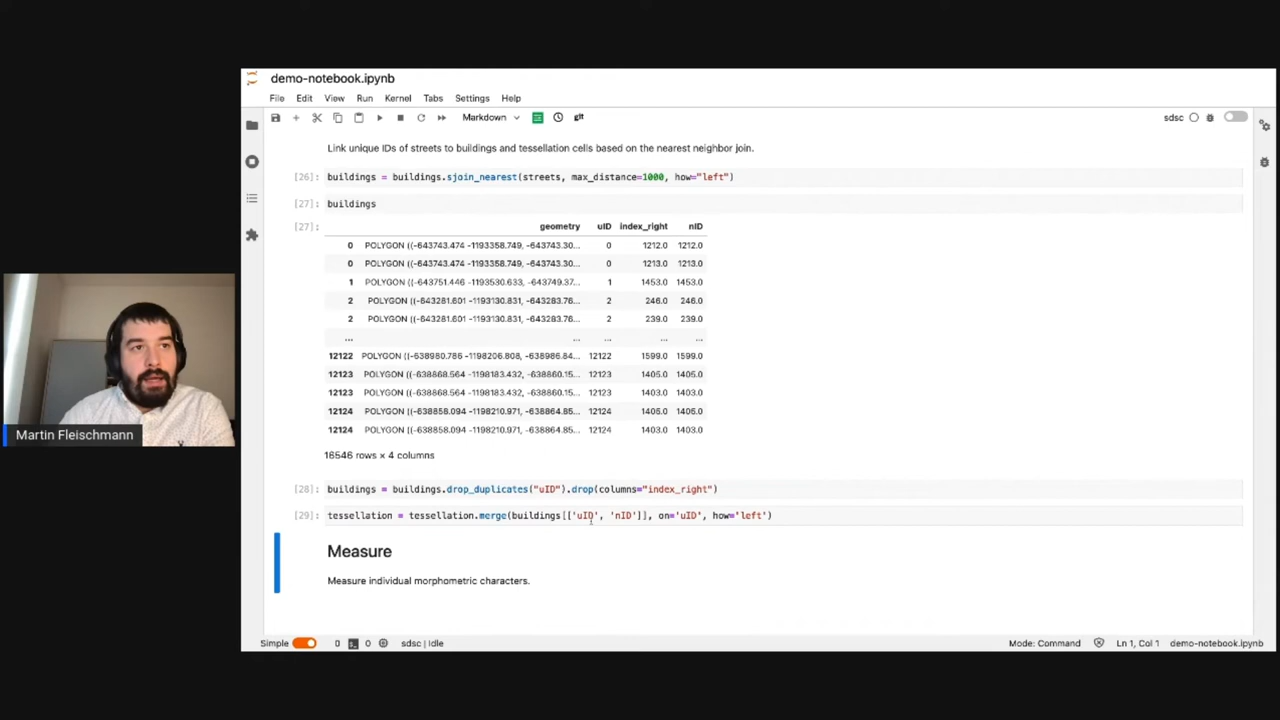 demo-notebook.ipynb
File Edit View Run Kernel Tabs Settings Help
Markdown
git
sdsc
Link unique IDs of streets to buildings and tessellation cells based on the nearest neighbor join.
[26]: buildings = buildings.sjoin_nearest(streets, max_distance=1000, how="left")
[27]: buildings
[27]: geometry uID index_right nID
0 POLYGON ((-643743.474 -1193358.749, -643743.30... 0 1212.0 1212.0
0 POLYGON ((-643743.474 -1193358.749, -643743.30... 0 1213.0 1213.0
1 POLYGON ((-643751.446 -1193530.633, -643749.37... 1 1453.0 1453.0
2 POLYGON ((-643281.601 -1193130.831, -643283.76... 2 246.0 246.0
2 POLYGON ((-643281.601 -1193130.831, -643283.76... 2 239.0 239.0
... ... ... ... ...
12122 POLYGON ((-638980.786 -1198206.808, -638986.84... 12122 1599.0 1599.0
12123 POLYGON ((-638868.564 -1198183.432, -638860.15... 12123 1405.0 1405.0
12123 POLYGON ((-638868.564 -1198183.432, -638860.15... 12123 1403.0 1403.0
12124 POLYGON ((-638858.094 -1198210.971, -638864.85... 12124 1405.0 1405.0
12124 POLYGON ((-638858.094 -1198210.971, -638864.85... 12124 1403.0 1403.0
16546 rows × 4 columns
[28]: buildings = buildings.drop_duplicates("uID").drop(columns="index_right")
[29]: tessellation = tessellation.merge(buildings[['uID', 'nID']], on='uID', how='left')
Measure
Measure individual morphometric characters.
Simple 0 0 sdsc | Idle Mode: Command Ln 1, Col 1 demo-notebook.ipynb
Martin Fleischmann